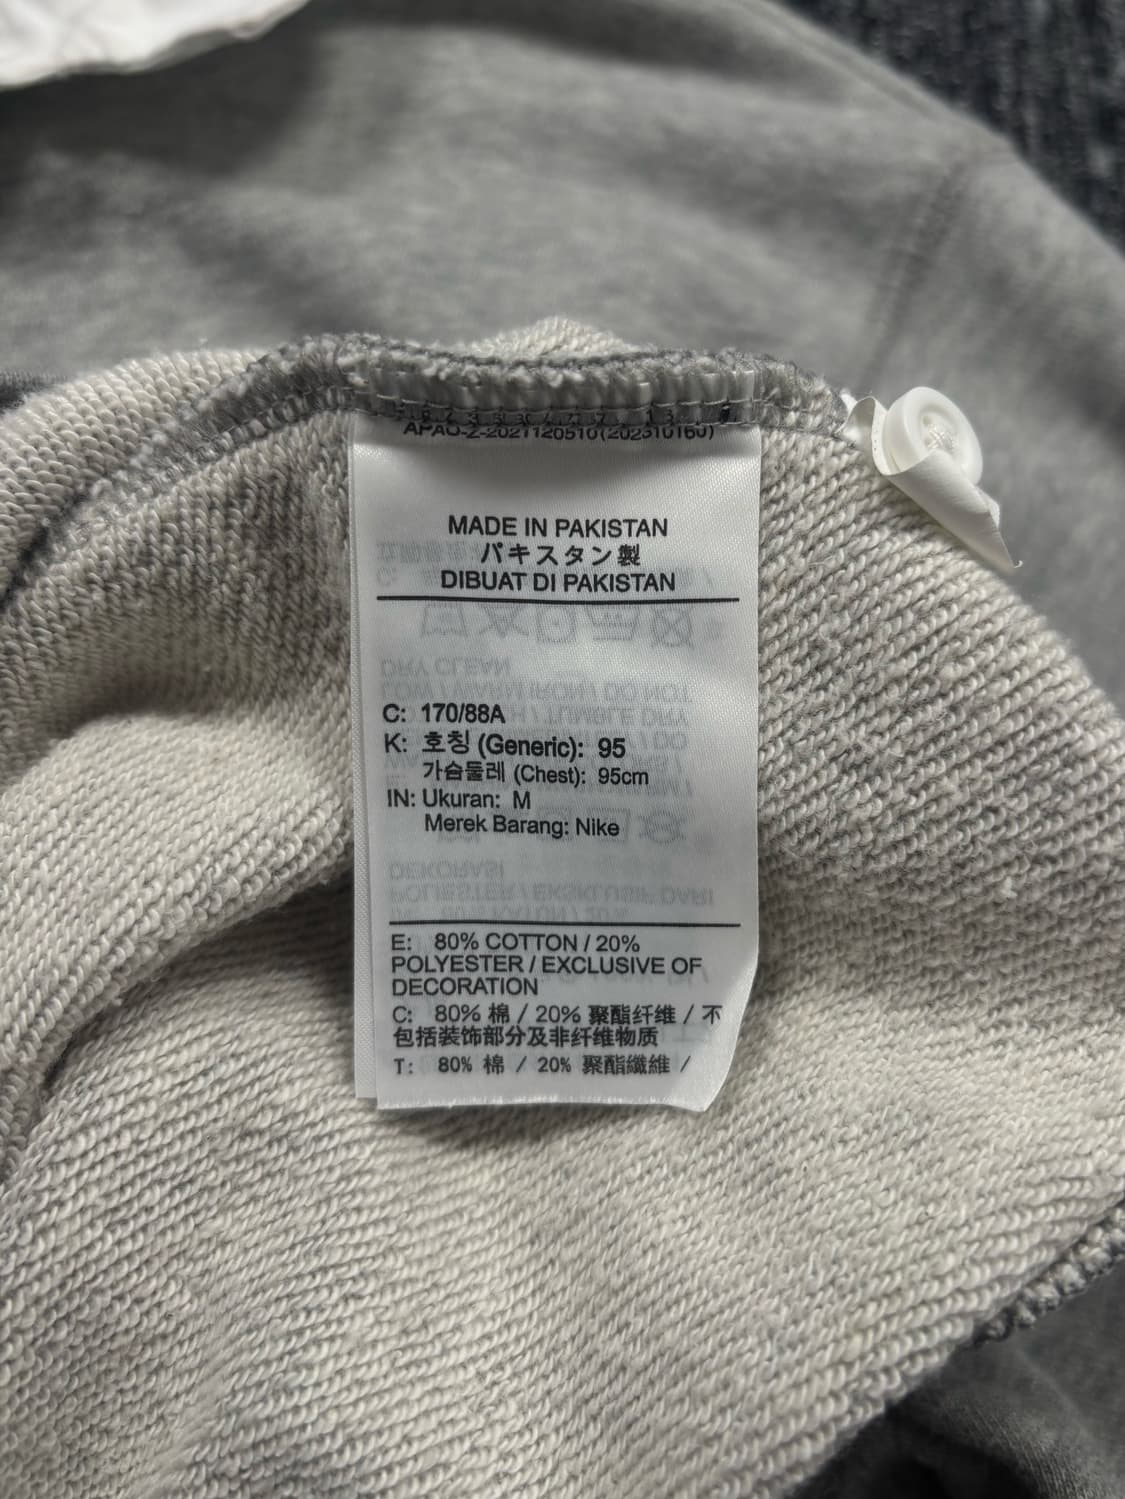 APAO-Z-2021120510(202310160)
MADE IN PAKISTAN
パキスタン製
DIBUAT DI PAKISTAN
C: 170/88A
K: 호칭 (Generic): 95
가슴둘레 (Chest): 95cm
IN: Ukuran: M
Merek Barang: Nike
E: 80% COTTON / 20%
POLYESTER / EXCLUSIVE OF
DECORATION
C: 80% 棉 / 20% 聚酯纤维 / 不
包括装饰部分及非纤维物质
T: 80% 棉 / 20% 聚酯纖維 /